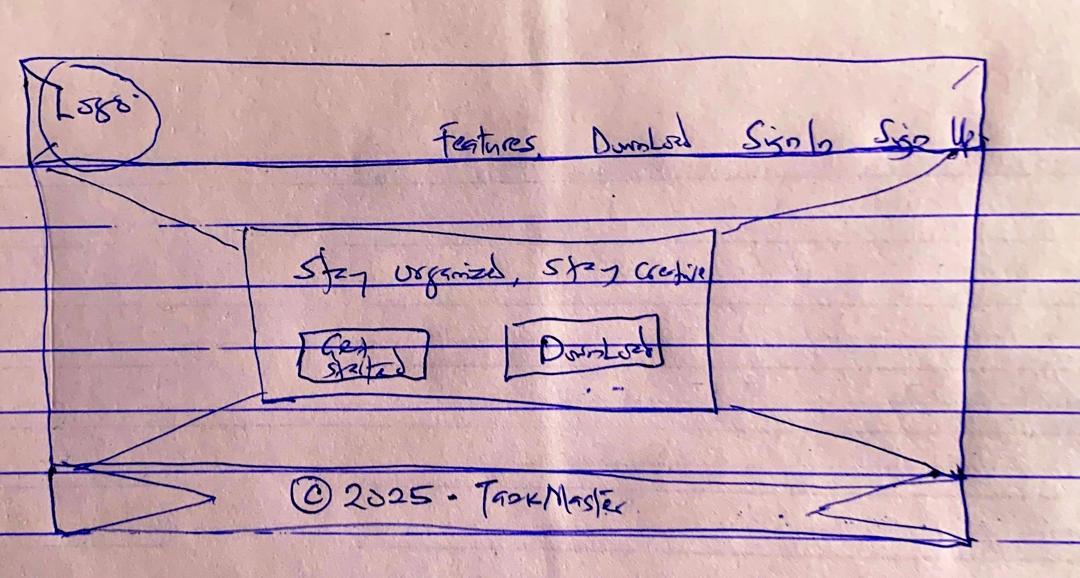 Logo
Features Download Sign In Sign Up
Stay organized, Stay creative
Get
started
Download
© 2025 · TaskMaster